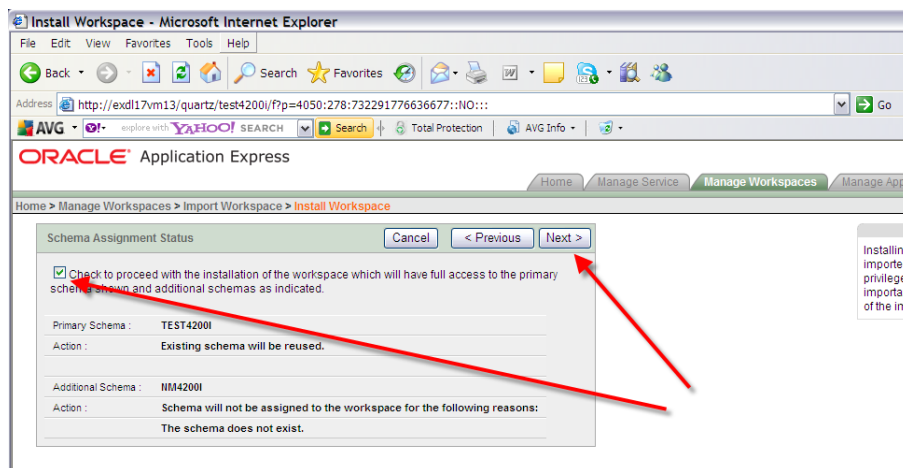 Install Workspace - Microsoft Internet Explorer
File Edit View Favorites Tools Help
Back Search Favorites
Address http://exdl17vm13/quartz/test4200i/f?p=4050:278:732291776636677::NO::: Go
AVG explore with YAHOO! SEARCH Search Total Protection AVG Info
ORACLE Application Express
Home Manage Service Manage Workspaces Manage App
Home > Manage Workspaces > Import Workspace > Install Workspace
Schema Assignment Status Cancel < Previous Next >
Check to proceed with the installation of the workspace which will have full access to the primary
schema shown and additional schemas as indicated.
Primary Schema : TEST4200I
Action : Existing schema will be reused.
Additional Schema : NM4200I
Action : Schema will not be assigned to the workspace for the following reasons:
The schema does not exist.
Installin
importe
privilege
importa
of the in